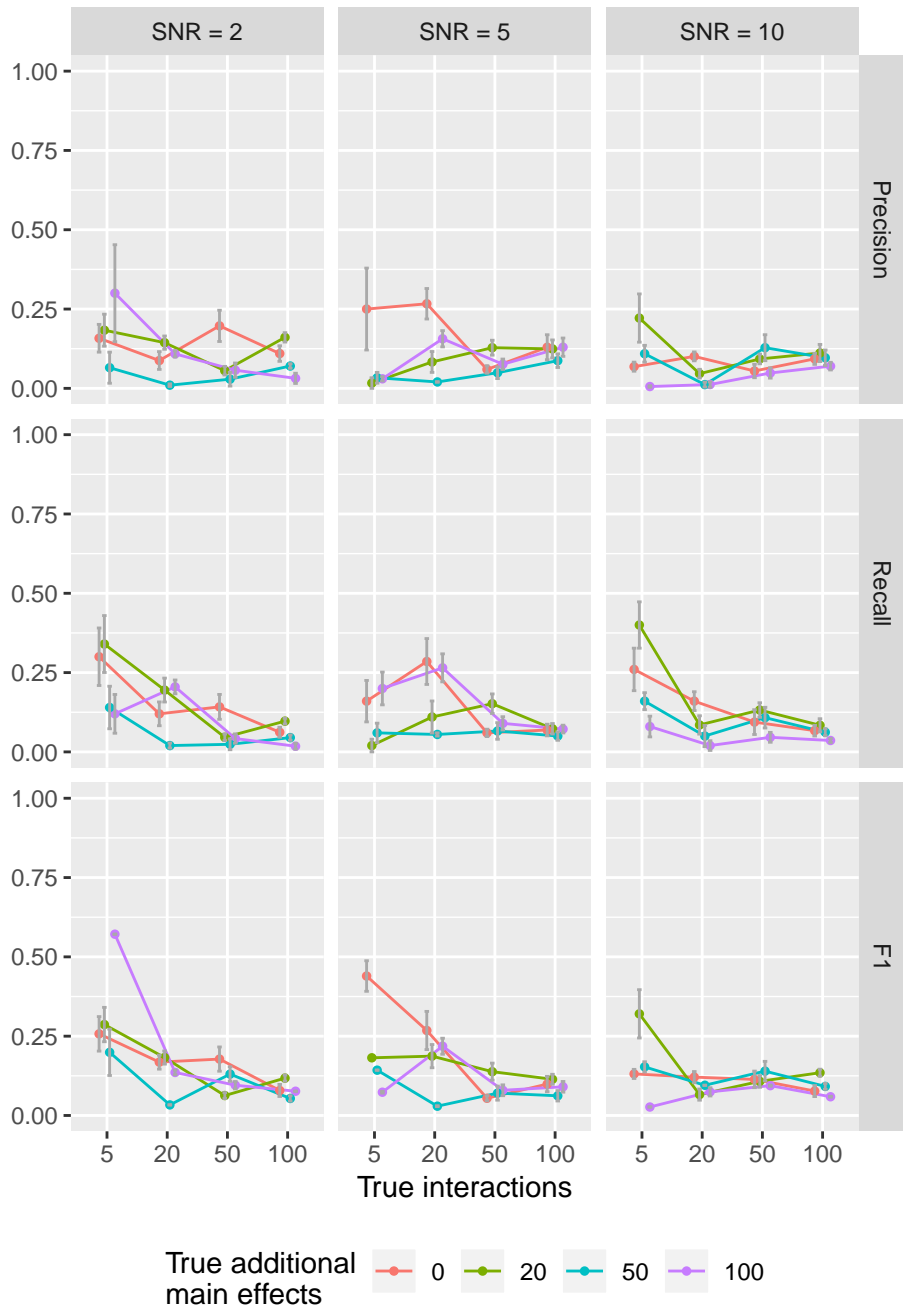 SNR = 2 SNR = 5 SNR = 10
1.00
0.75
0.50
0.25
0.00
Precision
1.00
0.75
0.50
0.25
0.00
Recall
1.00
0.75
0.50
0.25
0.00
F1
5 20 50 100 5 20 50 100 5 20 50 100
True interactions
True additional
main effects
0 20 50 100